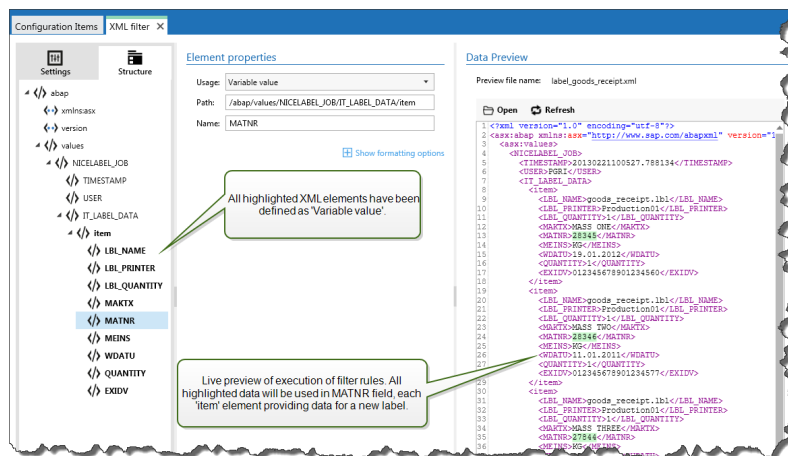 Configuration Items
XML filter
Settings
Structure
abap
xmlns:asx
version
values
NICELABEL_JOB
TIMESTAMP
USER
IT_LABEL_DATA
item
LBL_NAME
LBL_PRINTER
LBL_QUANTITY
MAKTX
MATNR
MEINS
WDATU
QUANTITY
EXIDV
Element properties
Usage: Variable value
Path: /abap/values/NICELABEL_JOB/IT_LABEL_DATA/item
Name: MATNR
Show formatting options
All highlighted XML elements have been
defined as 'Variable value'.
Live preview of execution of filter rules. All
highlighted data will be used in MATNR field, each
'item' element providing data for a new label.
Data Preview
Preview file name: label_goods_receipt.xml
Open Refresh
1 <?xml version="1.0" encoding="utf-8"?>
2 <asx:abap xmlns:asx="http://www.sap.com/abapxml" version="1
3 <asx:values>
4 <NICELABEL_JOB>
5 <TIMESTAMP>20130221100527.788134</TIMESTAMP>
6 <USER>PGRI</USER>
7 <IT_LABEL_DATA>
8 <item>
9 <LBL_NAME>goods_receipt.lbl</LBL_NAME>
10 <LBL_PRINTER>Production01</LBL_PRINTER>
11 <LBL_QUANTITY>1</LBL_QUANTITY>
12 <MAKTX>MASS ONE</MAKTX>
13 <MATNR>28345</MATNR>
14 <MEINS>KG</MEINS>
15 <WDATU>19.01.2012</WDATU>
16 <QUANTITY>1</QUANTITY>
17 <EXIDV>012345678901234560</EXIDV>
18 </item>
19 <item>
20 <LBL_NAME>goods_receipt.lbl</LBL_NAME>
21 <LBL_PRINTER>Production01</LBL_PRINTER>
22 <LBL_QUANTITY>1</LBL_QUANTITY>
23 <MAKTX>MASS TWO</MAKTX>
24 <MATNR>28346</MATNR>
25 <MEINS>KG</MEINS>
26 <WDATU>11.01.2011</WDATU>
27 <QUANTITY>1</QUANTITY>
28 <EXIDV>012345678901234577</EXIDV>
29 </item>
30 <item>
31 <LBL_NAME>goods_receipt.lbl</LBL_NAME>
32 <LBL_PRINTER>Production01</LBL_PRINTER>
33 <LBL_QUANTITY>1</LBL_QUANTITY>
34 <MAKTX>MASS THREE</MAKTX>
35 <MATNR>27844</MATNR>
36 <MEINS>KG</MEINS>